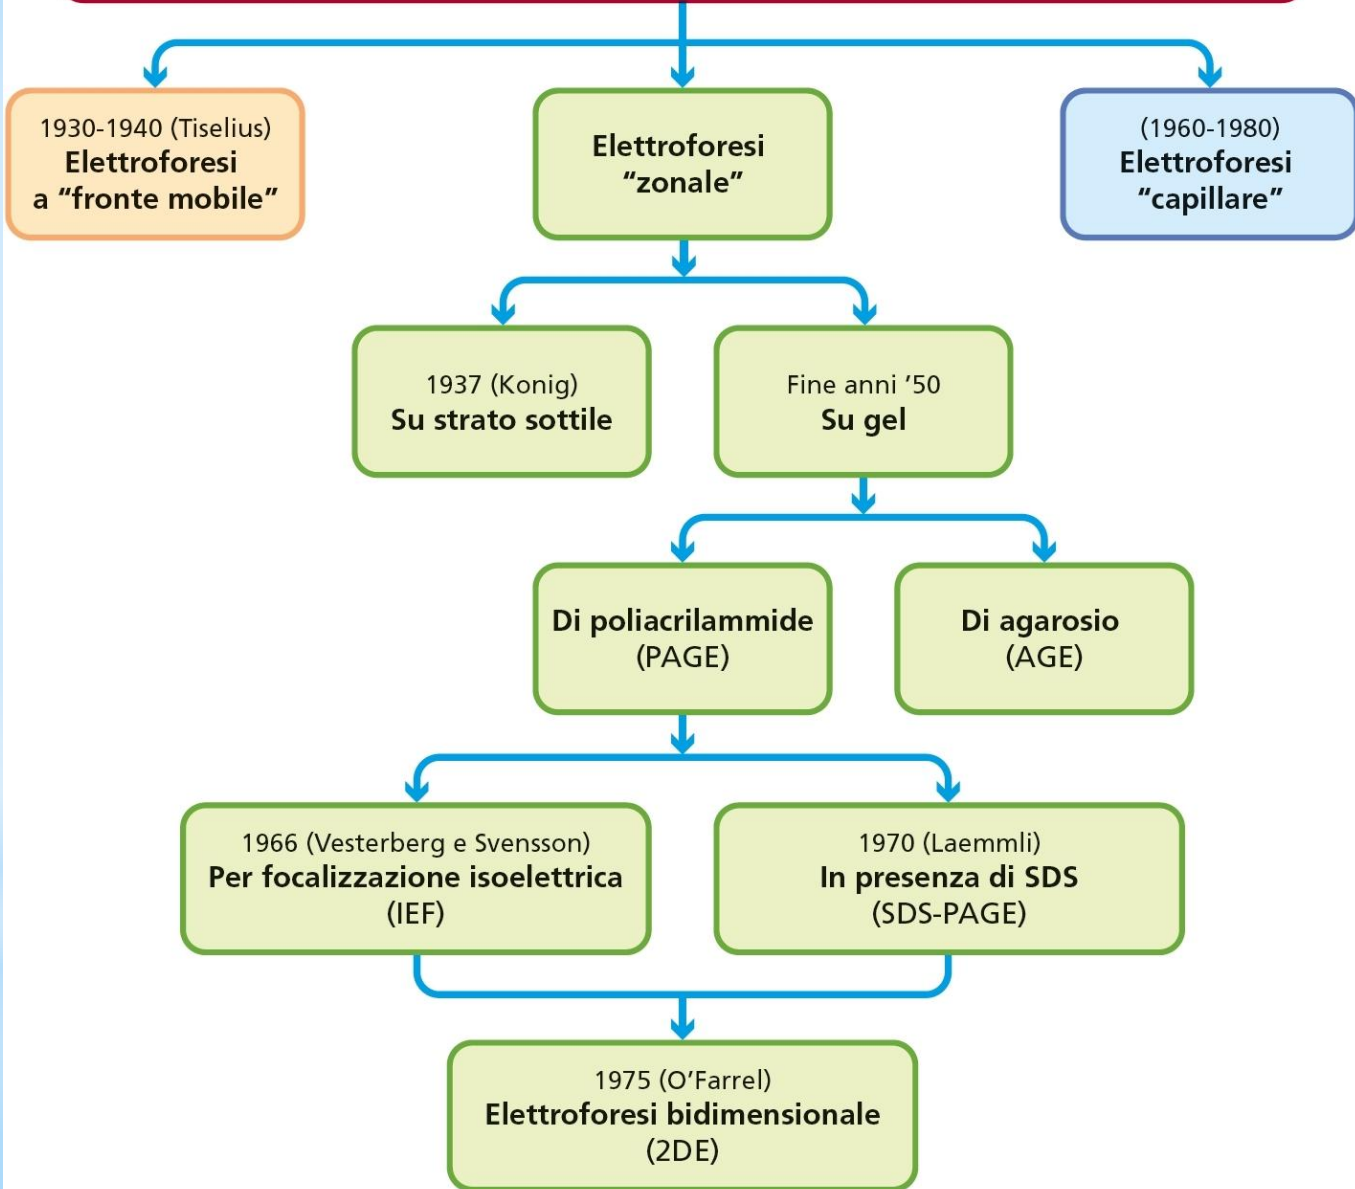 1930-1940 (Tiselius)
Elettroforesi
a “fronte mobile”
Elettroforesi
“zonale”
(1960-1980)
Elettroforesi
“capillare”
1937 (Konig)
Su strato sottile
Fine anni ’50
Su gel
Di poliacrilammide
(PAGE)
Di agarosio
(AGE)
1966 (Vesterberg e Svensson)
Per focalizzazione isoelettrica
(IEF)
1970 (Laemmli)
In presenza di SDS
(SDS-PAGE)
1975 (O’Farrel)
Elettroforesi bidimensionale
(2DE)